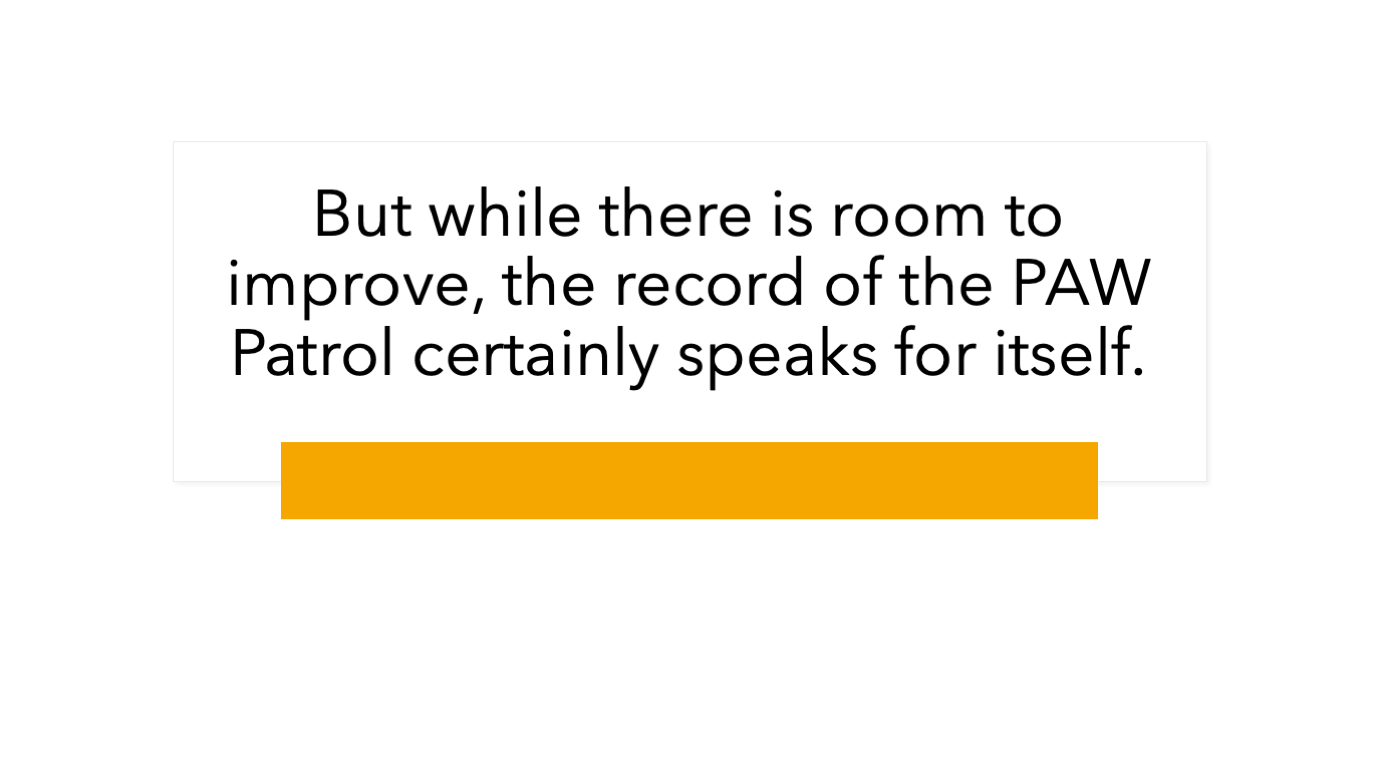 But while there is room to
improve, the record of the PAW
Patrol certainly speaks for itself.